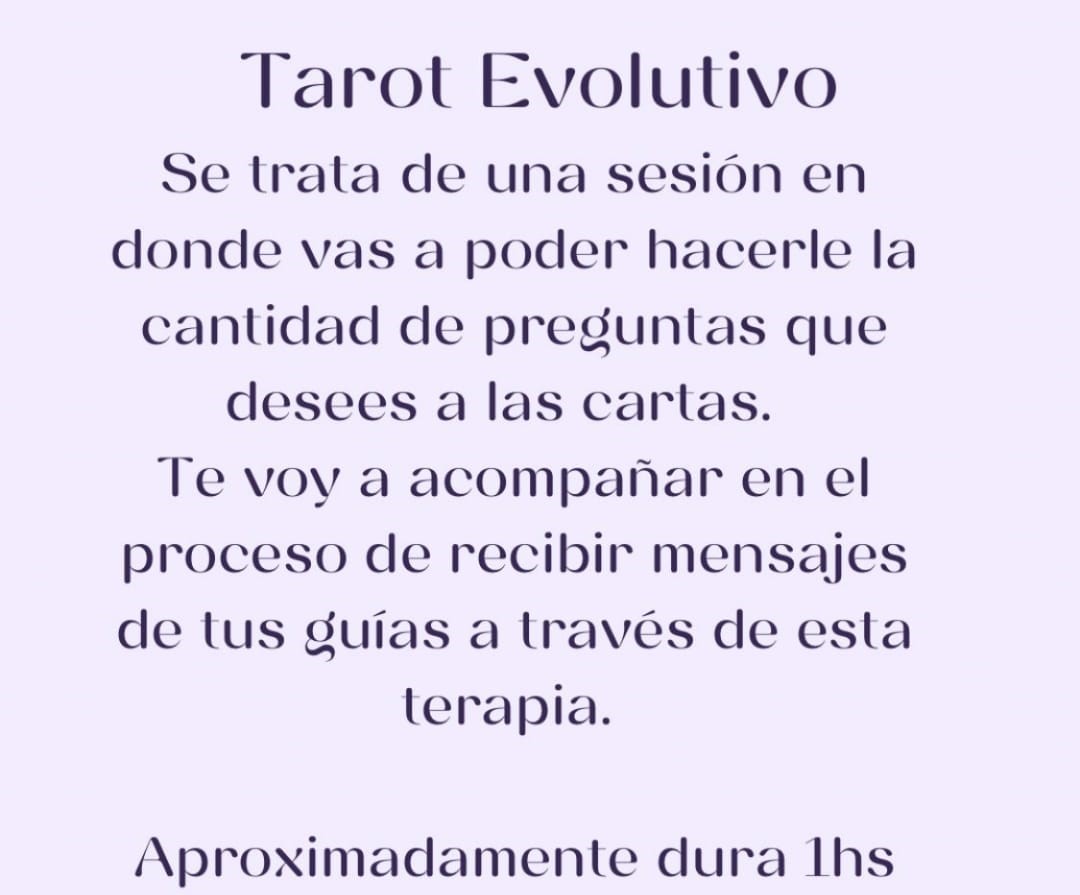 Tarot Evolutivo
Se trata de una sesión en
donde vas a poder hacerle la
cantidad de preguntas que
desees a las cartas.
Te voy a acompañar en el
proceso de recibir mensajes
de tus guías a través de esta
terapia.
Aproximadamente dura 1hs